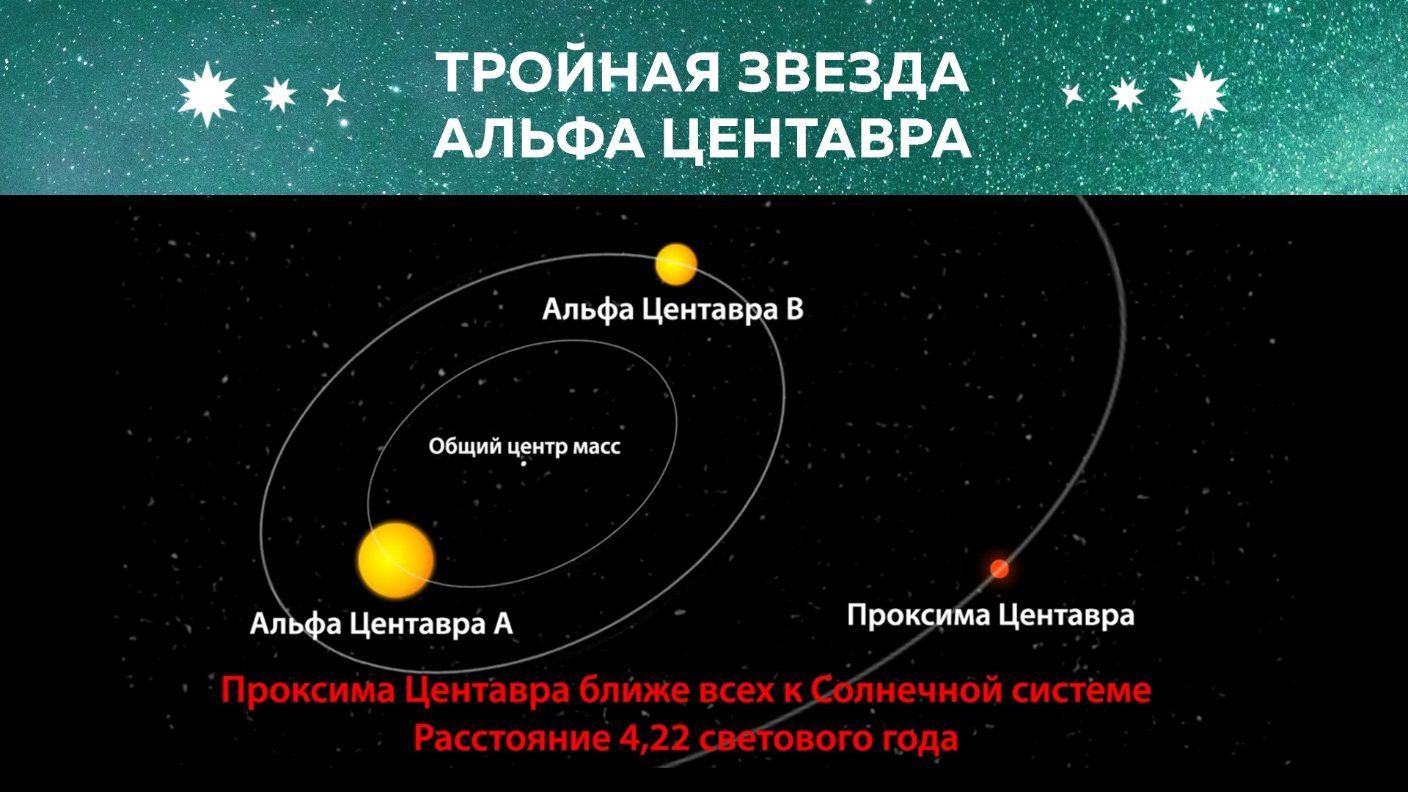 ТРОЙНАЯ ЗВЕЗДА
АЛЬФА ЦЕНТАВРА
Альфа Центавра B
Общий центр масс
Альфа Центавра A
Проксима Центавра
Проксима Центавра ближе всех к Солнечной системе
Расстояние 4,22 светового года